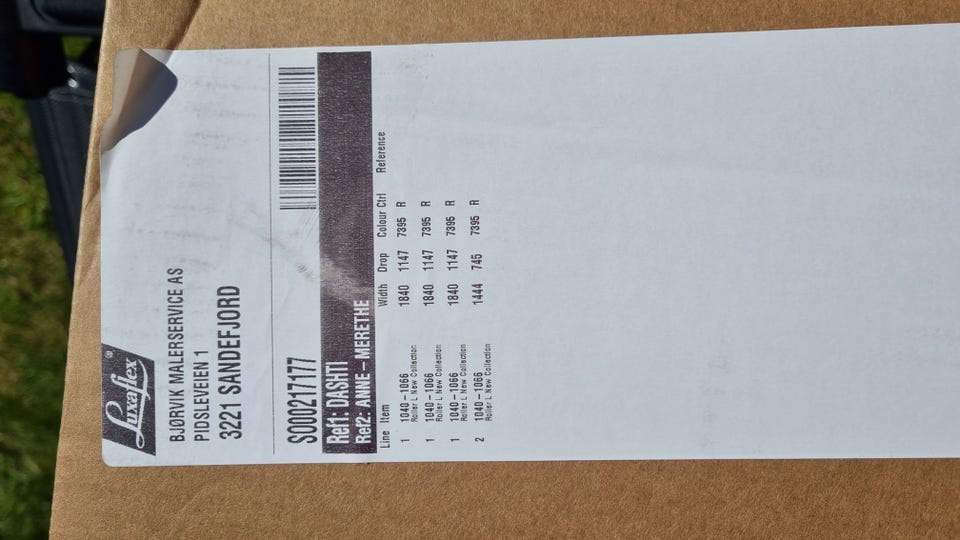 Luxaflex®
BJØRVIK MALERSERVICE AS
PIDSLEVEIEN 1
3221 SANDEFJORD
SO00217177
Ref1: DASHTI
Ref2: ANNE-MERETHE
Line Item Width Drop Colour Ctrl Reference
1 1040-1066 1840 1147 7395 R
Roller L New Collection
1 1040-1066 1840 1147 7395 R
Roller L New Collection
1 1040-1066 1840 1147 7395 R
Roller L New Collection
2 1040-1066 1444 745 7395 R
Roller L New Collection